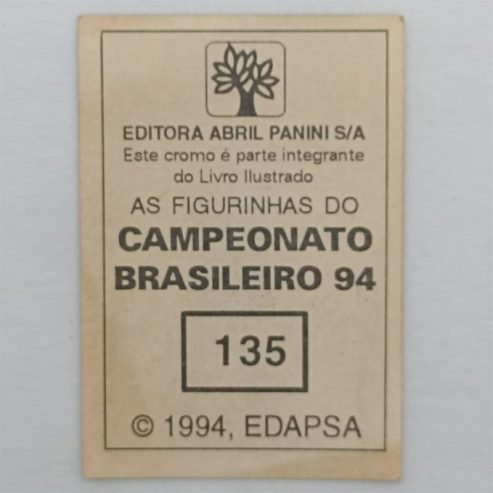 EDITORA ABRIL PANINI S/A
Este cromo é parte integrante
do Livro Ilustrado
AS FIGURINHAS DO
CAMPEONATO
BRASILEIRO 94
135
© 1994, EDAPSA